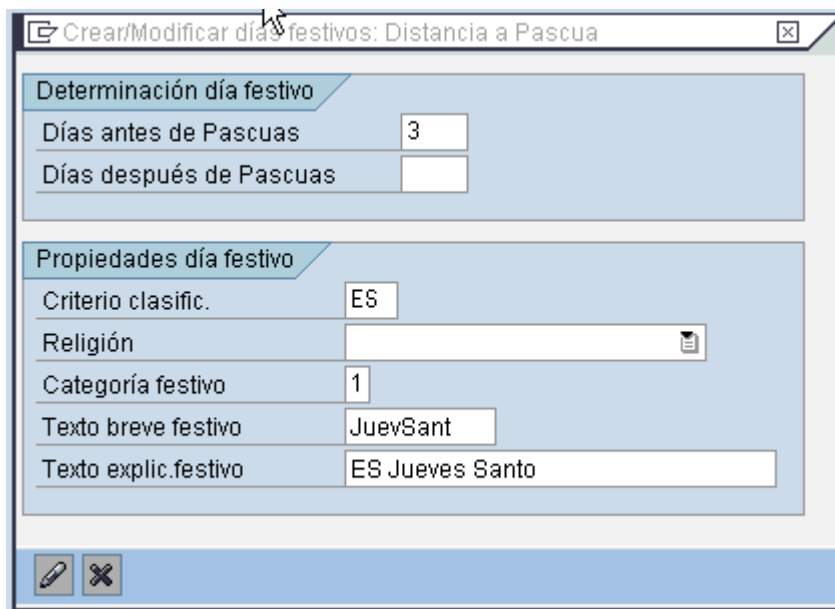 Crear/Modificar días festivos: Distancia a Pascua
Determinación día festivo
Días antes de Pascuas 3
Días después de Pascuas
Propiedades día festivo
Criterio clasific. ES
Religión
Categoría festivo 1
Texto breve festivo JuevSant
Texto explic.festivo ES Jueves Santo